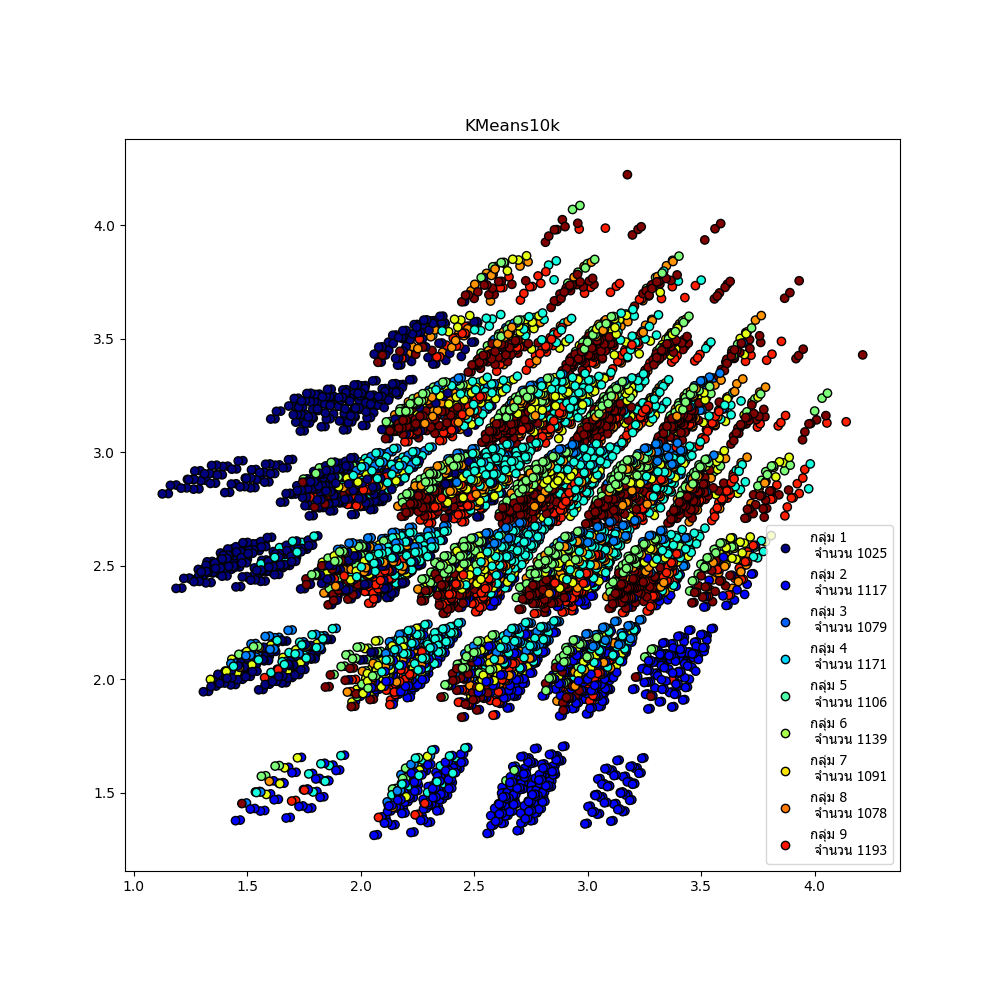 KMeans10k
4.0
3.5
3.0
2.5
2.0
1.5
1.0 1.5 2.0 2.5 3.0 3.5 4.0
กลุ่ม 1
จำนวน 1025
กลุ่ม 2
จำนวน 1117
กลุ่ม 3
จำนวน 1079
กลุ่ม 4
จำนวน 1171
กลุ่ม 5
จำนวน 1106
กลุ่ม 6
จำนวน 1139
กลุ่ม 7
จำนวน 1091
กลุ่ม 8
จำนวน 1078
กลุ่ม 9
จำนวน 1193